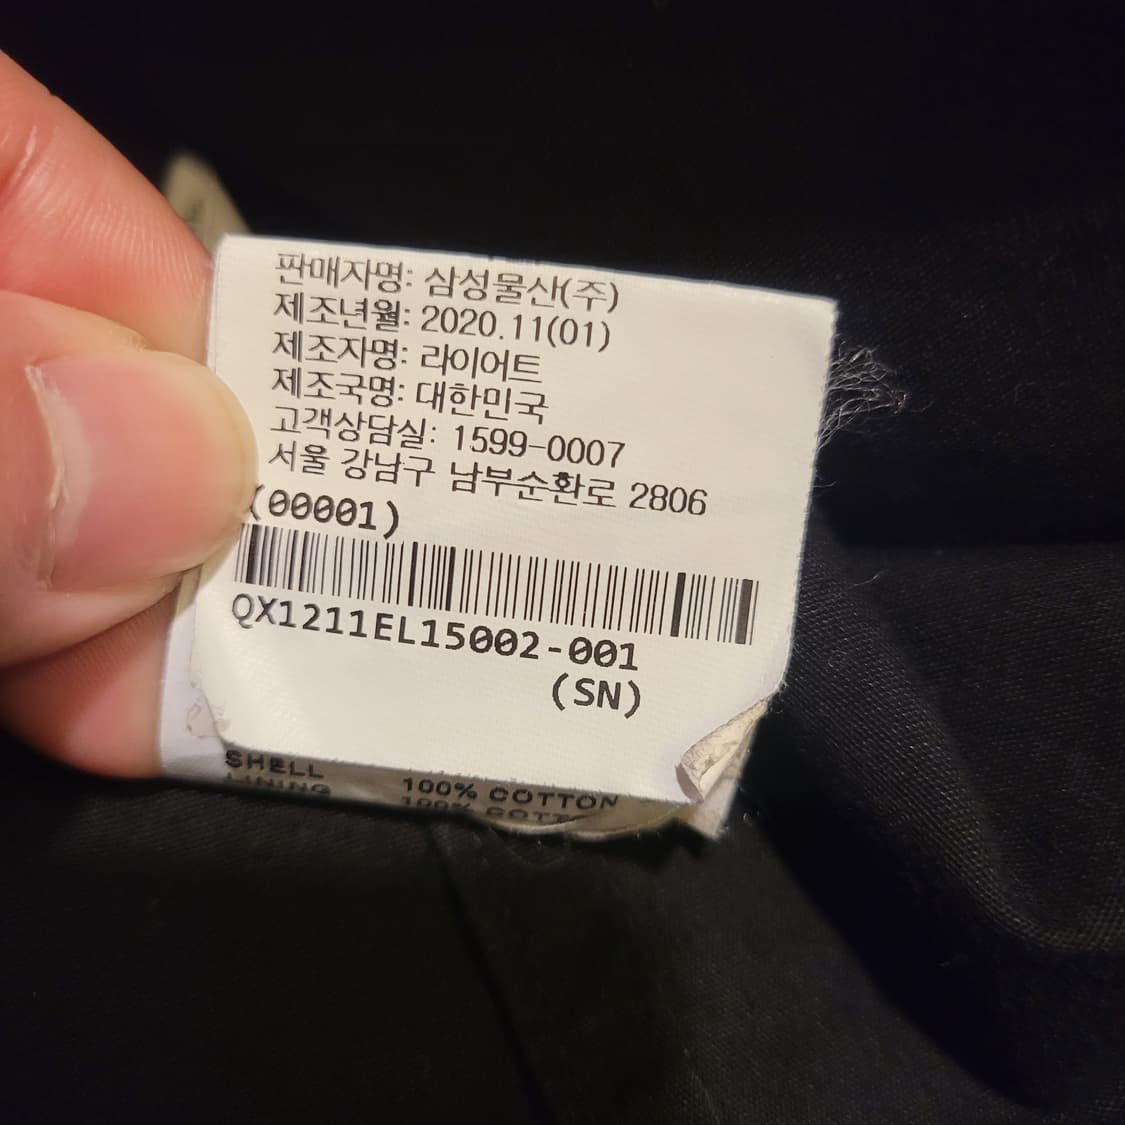 판매자명: 삼성물산(주)
제조년월: 2020.11(01)
제조자명: 라이어트
제조국명: 대한민국
고객상담실: 1599-0007
서울 강남구 남부순환로 2806
(00001)
QX1211EL15002-001
(SN)
SHELL 100% COTTON
LINING 100% COTTON